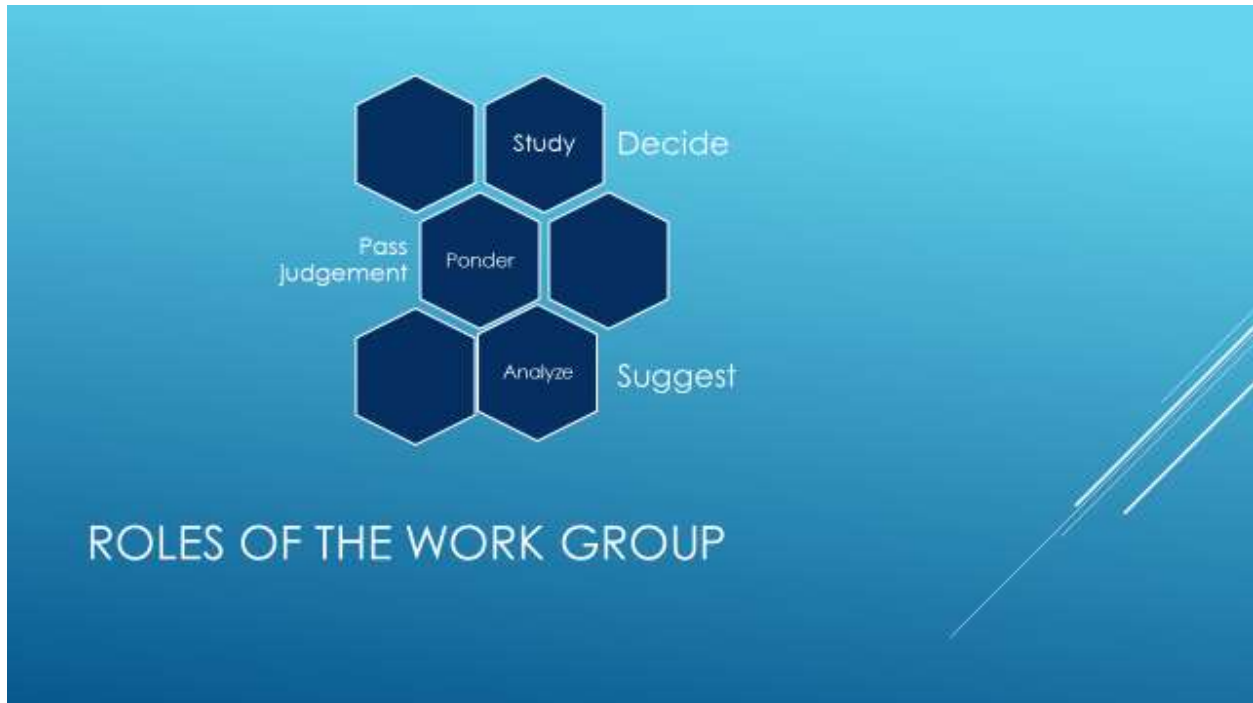 Study
Decide
Pass
judgement
Ponder
Analyze
Suggest
ROLES OF THE WORK GROUP